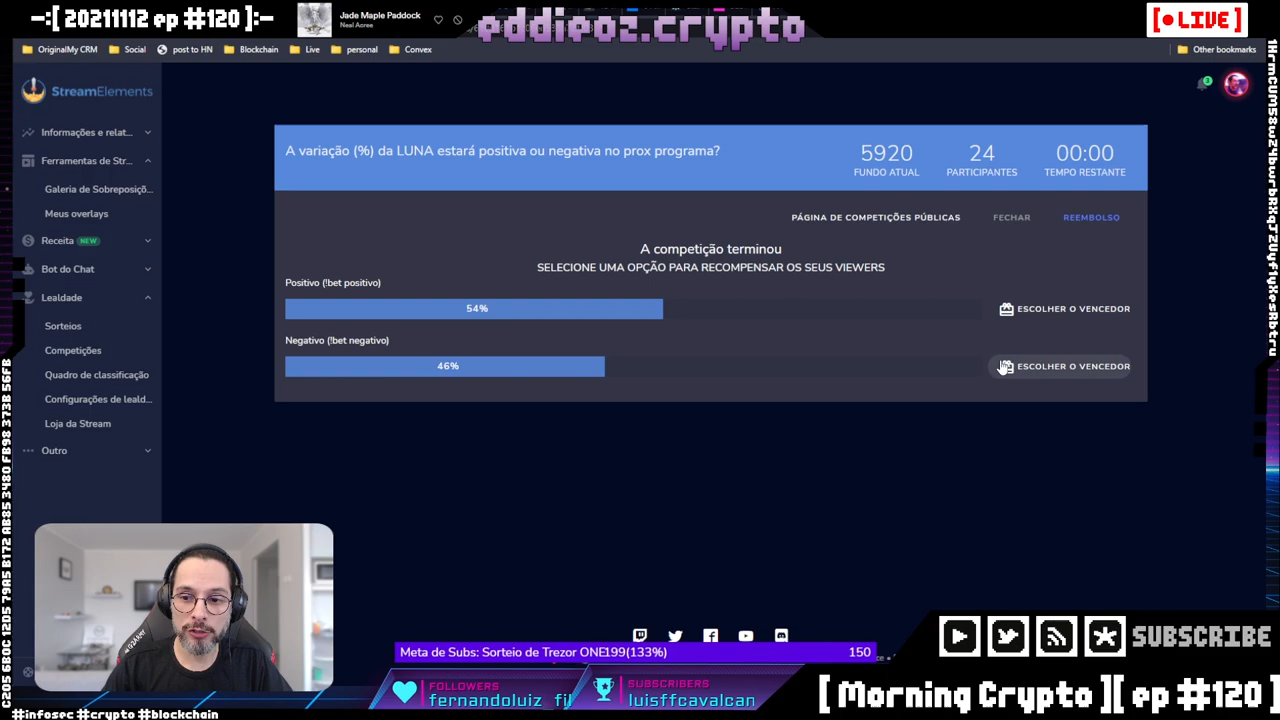 -:[ 20211112 ep #120 ]:-
Jade Maple Paddock
Neal Acree
eddieoz.crypto
[ • LIVE ]
OriginalMy CRM
Social
post to HN
Blockchain
Live
personal
Convex
Other bookmarks
StreamElements
3
Informações e relat...
Ferramentas de Str...
Galeria de Sobreposiçõ...
Meus overlays
Receita NEW
Bot do Chat
Lealdade
Sorteios
Competições
Quadro de classificação
Configurações de leald...
Loja da Stream
Outro
A variação (%) da LUNA estará positiva ou negativa no prox programa?
5920
FUNDO ATUAL
24
PARTICIPANTES
00:00
TEMPO RESTANTE
PÁGINA DE COMPETIÇÕES PÚBLICAS
FECHAR
REEMBOLSO
A competição terminou
SELECIONE UMA OPÇÃO PARA RECOMPENSAR OS SEUS VIEWERS
Positivo (!bet positivo)
54%
ESCOLHER O VENCEDOR
Negativo (!bet negativo)
46%
ESCOLHER O VENCEDOR
Meta de Subs: Sorteio de Trezor ONE199(133%)
150
FOLLOWERS
fernandoluiz_fil
SUBSCRIBERS
luisffcavalcan
SUBSCRIBE
[ Morning Crypto ][ ep #120 ]
#infosec #crypto #blockchain